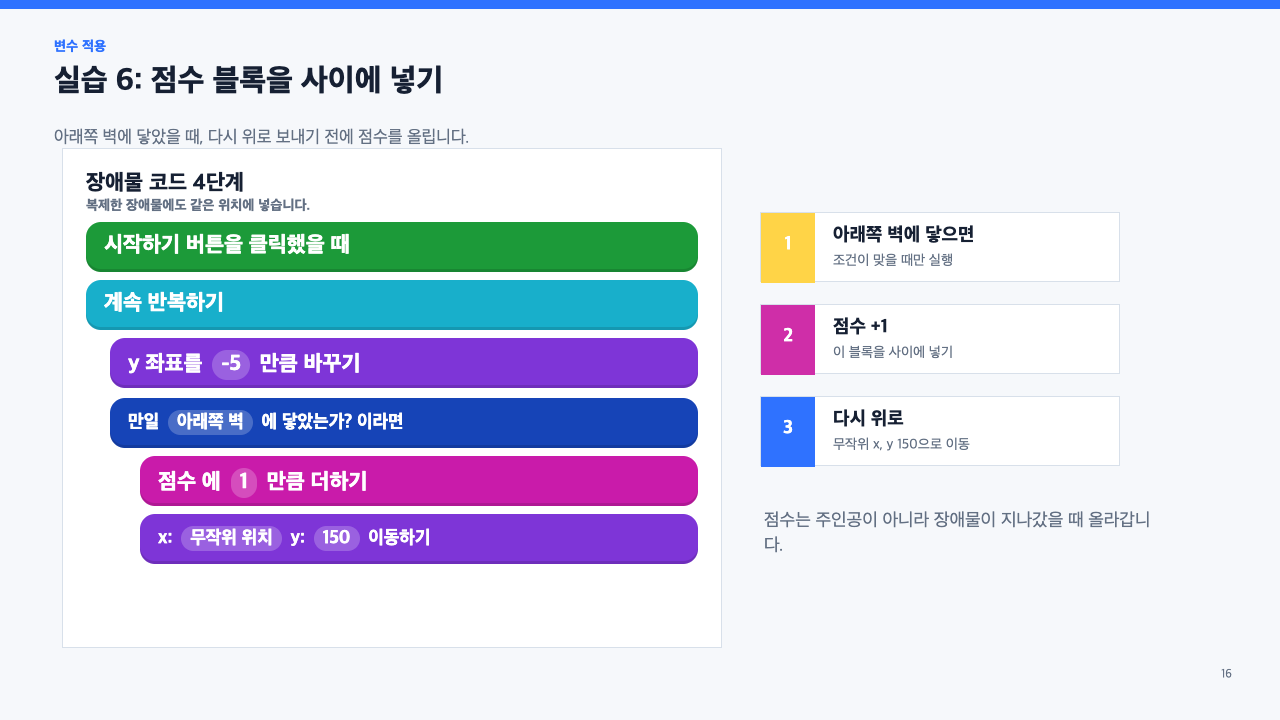 변수 적용
실습 6: 점수 블록을 사이에 넣기
아래쪽 벽에 닿았을 때, 다시 위로 보내기 전에 점수를 올립니다.
장애물 코드 4단계
복제한 장애물에도 같은 위치에 넣습니다.
시작하기 버튼을 클릭했을 때
계속 반복하기
y 좌표를 -5 만큼 바꾸기
만일 아래쪽 벽 에 닿았는가? 이라면
점수 에 1 만큼 더하기
x: 무작위 위치 y: 150 이동하기
1
아래쪽 벽에 닿으면
조건이 맞을 때만 실행
2
점수 +1
이 블록을 사이에 넣기
3
다시 위로
무작위 x, y 150으로 이동
점수는 주인공이 아니라 장애물이 지나갔을 때 올라갑니
다.
16